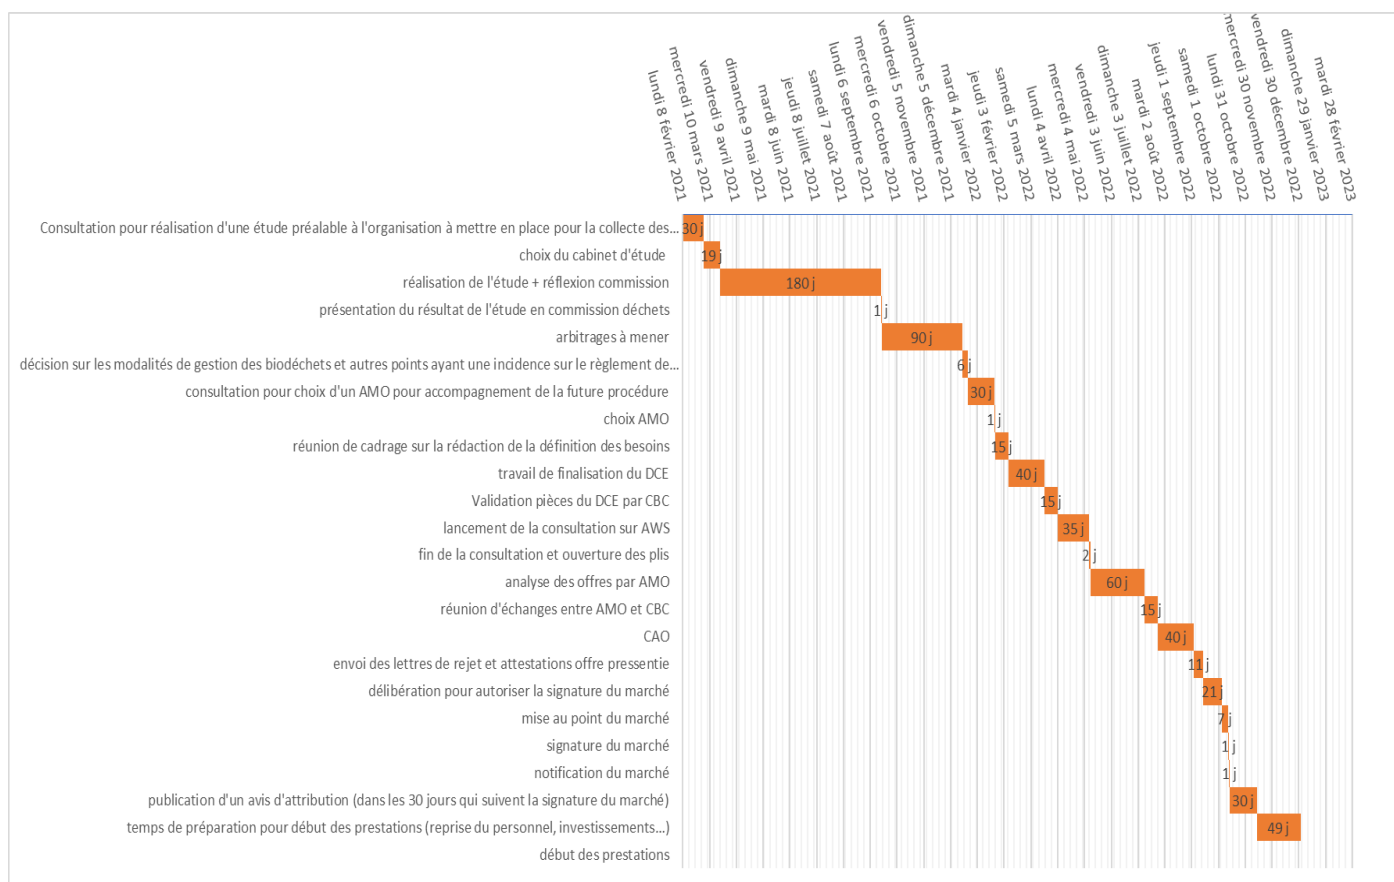 lundi 8 février 2021
mercredi 10 mars 2021
vendredi 9 avril 2021
dimanche 9 mai 2021
mardi 8 juin 2021
jeudi 8 juillet 2021
samedi 7 août 2021
lundi 6 septembre 2021
mercredi 6 octobre 2021
vendredi 5 novembre 2021
dimanche 5 décembre 2021
mardi 4 janvier 2022
jeudi 3 février 2022
samedi 5 mars 2022
lundi 4 avril 2022
mercredi 4 mai 2022
vendredi 3 juin 2022
dimanche 3 juillet 2022
mardi 2 août 2022
jeudi 1 septembre 2022
samedi 1 octobre 2022
lundi 31 octobre 2022
mercredi 30 novembre 2022
vendredi 30 décembre 2022
dimanche 29 janvier 2023
mardi 28 février 2023
Consultation pour réalisation d'une étude préalable à l'organisation à mettre en place pour la collecte des... 30 j
choix du cabinet d'étude 19 j
réalisation de l'étude + réflexion commission 180 j
présentation du résultat de l'étude en commission déchets 1 j
arbitrages à mener 90 j
décision sur les modalités de gestion des biodéchets et autres points ayant une incidence sur le règlement de... 6 j
consultation pour choix d'un AMO pour accompagnement de la future procédure 30 j
choix AMO 1 j
réunion de cadrage sur la rédaction de la définition des besoins 15 j
travail de finalisation du DCE 40 j
Validation pièces du DCE par CBC 15 j
lancement de la consultation sur AWS 35 j
fin de la consultation et ouverture des plis 2 j
analyse des offres par AMO 60 j
réunion d'échanges entre AMO et CBC 15 j
CAO 40 j
envoi des lettres de rejet et attestations offre pressentie 11 j
délibération pour autoriser la signature du marché 21 j
mise au point du marché 7 j
signature du marché 1 j
notification du marché 1 j
publication d'un avis d'attribution (dans les 30 jours qui suivent la signature du marché) 30 j
temps de préparation pour début des prestations (reprise du personnel, investissements...) 49 j
début des prestations